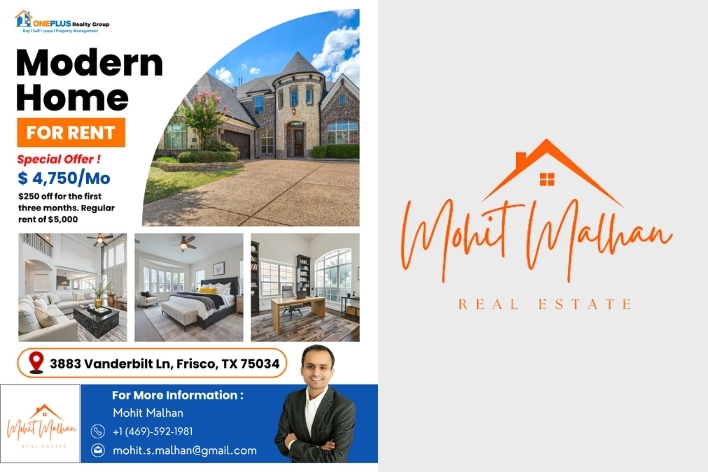 ONEPLUS Realty Group
Buy | Sell | Lease | Property Management
Modern
Home
FOR RENT
Special Offer !
$ 4,750/Mo
$250 off for the first
three months. Regular
rent of $5,000
3883 Vanderbilt Ln, Frisco, TX 75034
For More Information :
Mohit Malhan
+1 (469)-592-1981
mohit.s.malhan@gmail.com
Mohit Malhan
REAL ESTATE
Mohit Malhan
REAL ESTATE